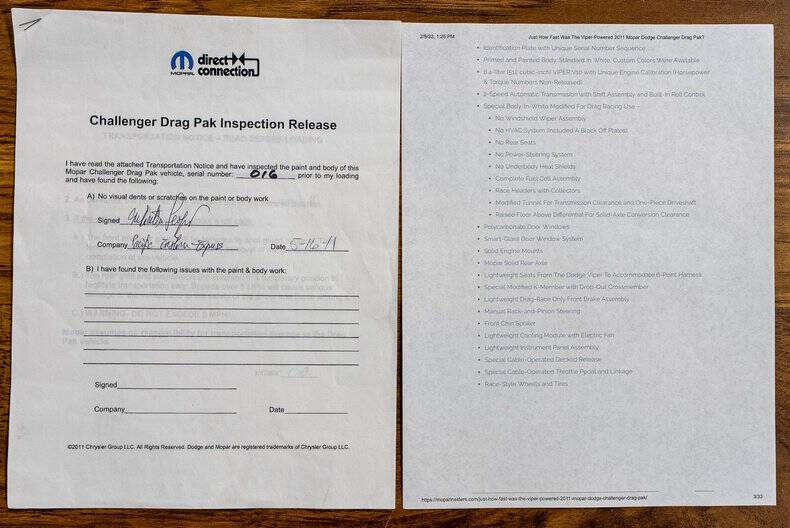 MOPAR
direct
connection
Challenger Drag Pak Inspection Release
I have read the attached Transportation Notice and have inspected the paint and body of this
Mopar Challenger Drag Pak vehicle, serial number: 016 prior to my loading
and have found the following:
A) No visual dents or scratches on the paint or body work
Signed
Company Pacific Eastern Express Date 5-16-11
B) I have found the following issues with the paint & body work:
Signed
Company Date
©2011 Chrysler Group LLC. All Rights Reserved. Dodge and Mopar are registered trademarks of Chrysler Group LLC.
2/8/22, 1:25 PM Just How Fast Was The Viper-Powered 2011 Mopar Dodge Challenger Drag Pak?
• Identification Plate with Unique Serial Number Sequence
• Primed and Painted Body, Standard In White, Custom Colors Were Available
• 8.4-liter (512 cubic-inch) VIPER V10 with Unique Engine Calibration (Horsepower
& Torque Numbers Non-Released)
• 2-Speed Automatic Transmission with Shift Assembly and Built-In Roll Control
• Special Body-In-White Modified For Drag Racing Use –
• No Windshield Wiper Assembly
• No HVAC System (Included A Block Off Plates)
• No Rear Seats
• No Power-Steering System
• No Underbody Heat Shields
• Complete Fuel Cell Assembly
• Race Headers with Collectors
• Modified Tunnel For Transmission Clearance and One-Piece Driveshaft
• Raised Floor Above Differential For Solid-Axle Conversion Clearance
• Polycarbonate Door Windows
• Smart-Glass Door Window System
• Solid Engine Mounts
• Mopar Solid Rear Axle
• Lightweight Seats From The Dodge Viper To Accommodate 6-Point Harness
• Special Modified K-Member with Drop-Out Crossmember
• Lightweight Drag-Race Only Front Brake Assembly
• Manual Rack-and-Pinion Steering
• Front Chin Spoiler
• Lightweight Cooling Module with Electric Fan
• Lightweight Instrument Panel Assembly
• Special Cable-Operated Decklid Release
• Special Cable-Operated Throttle Pedal and Linkage
• Race-Style Wheels and Tires
https://moparinsiders.com/just-how-fast-was-the-viper-powered-2011-mopar-dodge-challenger-drag-pak/ 3/33